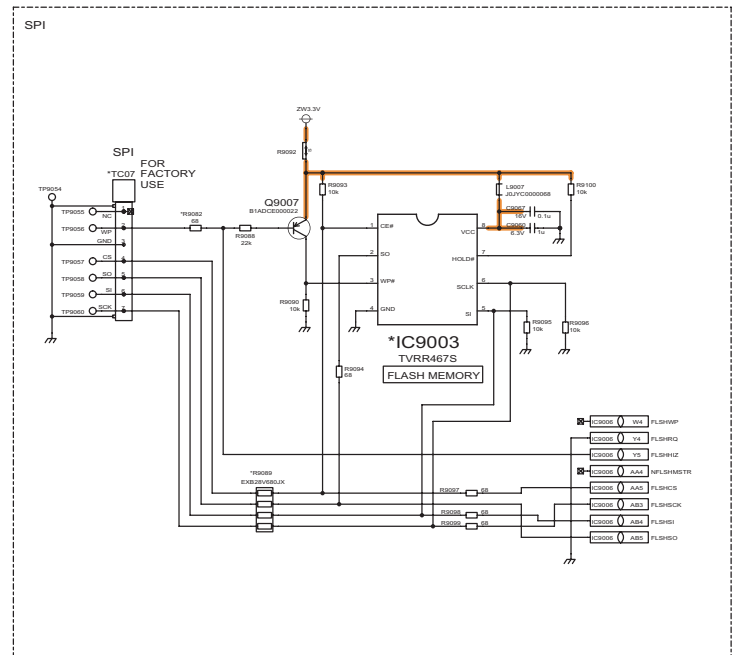 SPI
ZW3.3V
R9092
SPI
FOR
*TC07 FACTORY
USE
TP9054
TP9055
NC
1
TP9056
WP
2
GND
3
TP9057
CS
4
TP9058
SO
5
TP9059
SI
6
TP9060
SCK
7
*R9082
68
R9088
22k
Q9007
B1ADCE000022
R9090
10k
R9093
10k
L9007
J0JYC0000068
R9100
10k
C9067
16V
0.1u
C9060
6.3V
1u
1
CE#
2
SO
3
WP#
4
GND
VCC
8
HOLD#
7
SCLK
6
SI
5
*IC9003
TVRR467S
FLASH MEMORY
R9094
68
R9095
10k
R9096
10k
*R9089
EXB28V680JX
R9097
68
R9098
68
R9099
68
IC9006 W4 FLSHWP
IC9006 Y4 FLSHRQ
IC9006 Y5 FLSHHIZ
IC9006 AA4 NFLSHMSTR
IC9006 AA5 FLSHCS
IC9006 AB3 FLSHSCK
IC9006 AB4 FLSHSI
IC9006 AB5 FLSHSO